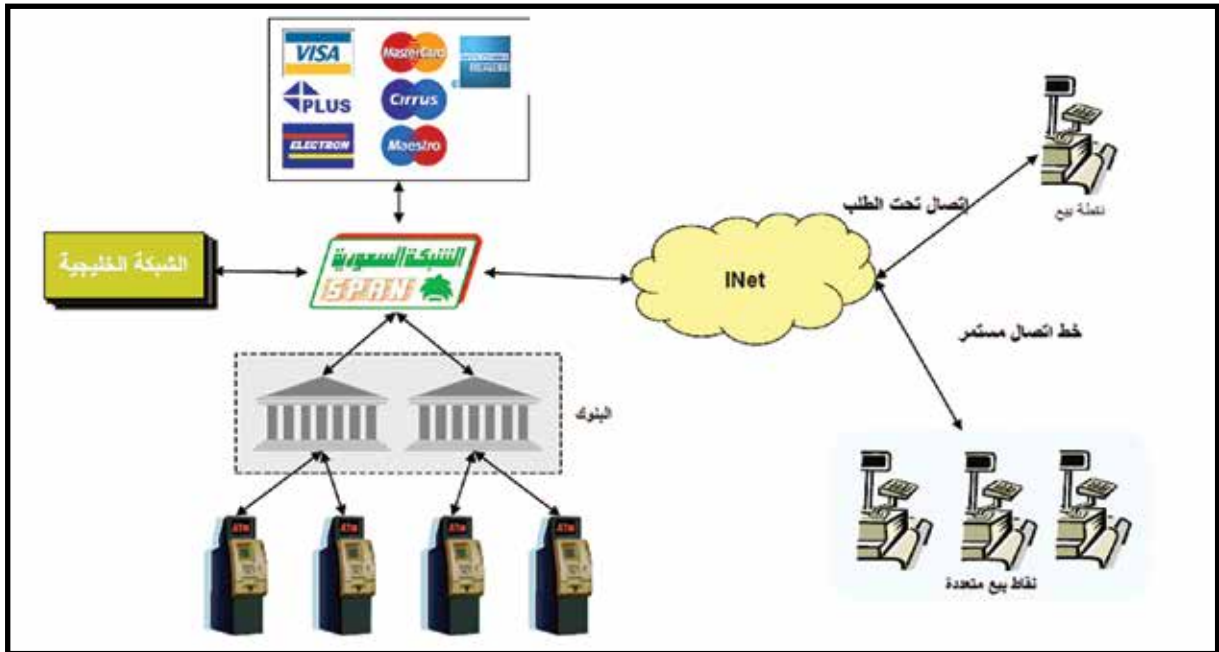 VISA
MasterCard
PLUS
Cirrus
ELECTRON
Maestro
إتصال تحت الطلب
نقطة بيع
الشبكة الخليجية
الشبكة السعودية
SPAN
INet
خط اتصال مستمر
البنوك
ATM
ATM
ATM
ATM
نقاط بيع متعددة